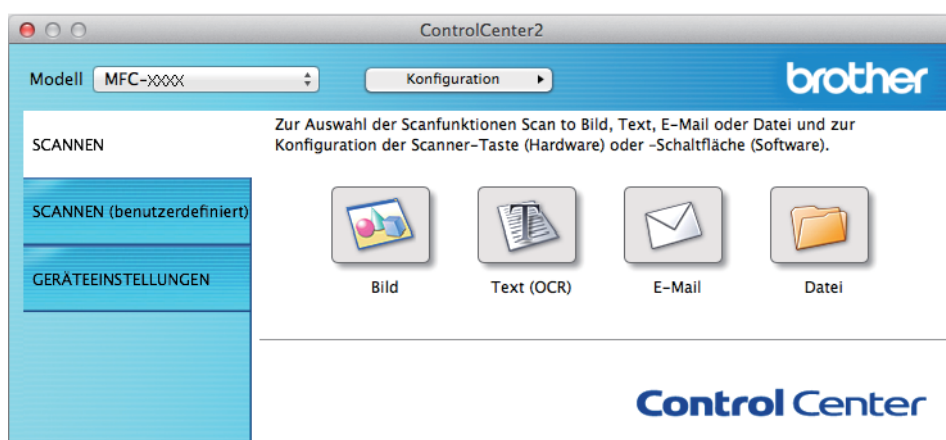 ControlCenter2
Modell MFC-XXXX Konfiguration
brother
SCANNEN
SCANNEN (benutzerdefiniert)
GERÄTEEINSTELLUNGEN
Zur Auswahl der Scanfunktionen Scan to Bild, Text, E-Mail oder Datei und zur
Konfiguration der Scanner-Taste (Hardware) oder -Schaltfläche (Software).
Bild Text (OCR) E-Mail Datei
Control Center